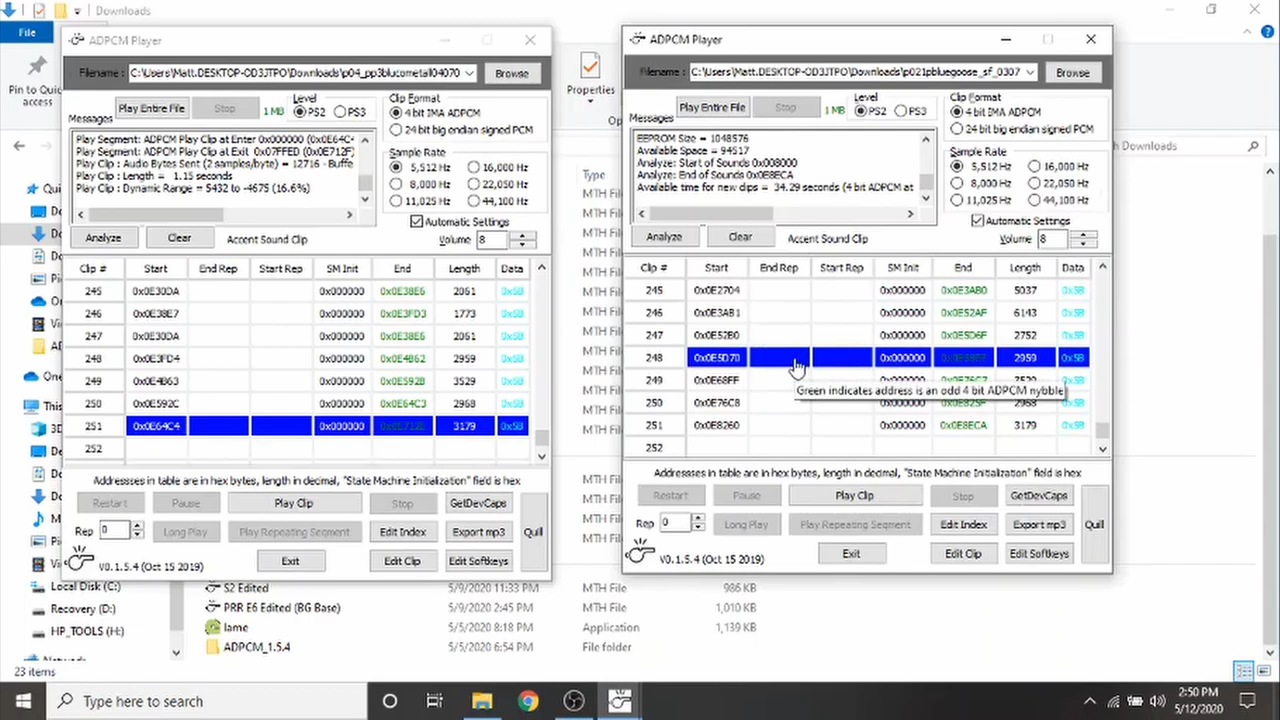 Downloads
File
Pin to Quick access
Properties
ADPCM Player
Filename : C:\Users\Matt.DESKTOP-OD3JTPO\Downloads\p04_pp3blucometall04070
Browse
Play Entire File
Stop
1 MB
Level
PS2
PS3
Clip Format
4 bit IMA ADPCM
24 bit big endian signed PCM
Messages
Play Segment: ADPCM Play Clip at Enter 0x000000 (0x0E64C4
Play Segment: ADPCM Play Clip at Exit 0x07FFED (0x0E712F)
Play Clip : Audio Bytes Sent (2 samples/byte) = 12716 - Buffe
Play Clip : Length = 1.15 seconds
Play Clip : Dynamic Range = 5432 to -4675 (16.6%)
Sample Rate
5,512 Hz
16,000 Hz
8,000 Hz
22,050 Hz
11,025 Hz
44,100 Hz
Automatic Settings
Analyze
Clear
Accent Sound Clip
Volume 8
Clip # Start End Rep Start Rep SM Init End Length Data
245 0x0E30DA 0x000000 0x0E38E6 2061 0x5B
246 0x0E38E7 0x000000 0x0E3FD3 1773 0x5B
247 0x0E30DA 0x000000 0x0E38E6 2061 0x5B
248 0x0E3FD4 0x000000 0x0E4B62 2959 0x5B
249 0x0E4B63 0x000000 0x0E592B 3529 0x5B
250 0x0E592C 0x000000 0x0E64C3 2968 0x5B
251 0x0E64C4 0x000000 0x0E712E 3179 0x5B
252
Addressses in table are in hex bytes, length in decimal, "State Machine Initialization" field is hex
Restart
Pause
Play Clip
Stop
GetDevCaps
Rep 0
Long Play
Play Repeating Segment
Edit Index
Export mp3
Quill
V0.1.5.4 (Oct 15 2019)
Exit
Edit Clip
Edit Softkeys
ADPCM Player
Filename : C:\Users\Matt.DESKTOP-OD3JTPO\Downloads\p021pbluegoose_sf_0307
Browse
Play Entire File
Stop
1 MB
Level
PS2
PS3
Clip Format
4 bit IMA ADPCM
24 bit big endian signed PCM
Messages
EEPROM Size = 1048576
Available Space = 94517
Analyze: Start of Sounds 0x008000
Analyze: End of Sounds 0x0E8ECA
Available time for new clips = 34.29 seconds (4 bit ADPCM at
Sample Rate
5,512 Hz
16,000 Hz
8,000 Hz
22,050 Hz
11,025 Hz
44,100 Hz
Automatic Settings
Analyze
Clear
Accent Sound Clip
Volume 8
Clip # Start End Rep Start Rep SM Init End Length Data
245 0x0E2704 0x000000 0x0E3AB0 5037 0x5B
246 0x0E3AB1 0x000000 0x0E52AF 6143 0x5B
247 0x0E52B0 0x000000 0x0E5D6F 2752 0x5B
248 0x0E5D70 0x000000 2959 0x5B
249 0x0E68FF
Green indicates address is an odd 4 bit ADPCM nybble
250 0x0E76C8 0x000000 0x0E825F 2968 0x5B
251 0x0E8260 0x000000 0x0E8ECA 3179 0x5B
252
Addressses in table are in hex bytes, length in decimal, "State Machine Initialization" field is hex
Restart
Pause
Play Clip
Stop
GetDevCaps
Rep 0
Long Play
Play Repeating Segment
Edit Index
Export mp3
Quill
V0.1.5.4 (Oct 15 2019)
Exit
Edit Clip
Edit Softkeys
h Downloads
Type
MTH Fil
Local Disk (C:)
Recovery (D:)
HP_TOOLS (H:)
S2 Edited 5/9/2020 11:33 PM MTH File 986 KB
PRR E6 Edited (BG Base) 5/9/2020 2:45 PM MTH File 1,010 KB
lame 5/5/2020 8:18 PM Application 1,139 KB
ADPCM_1.5.4 5/5/2020 6:54 PM File folder
23 items
Type here to search
2:50 PM
5/12/2020